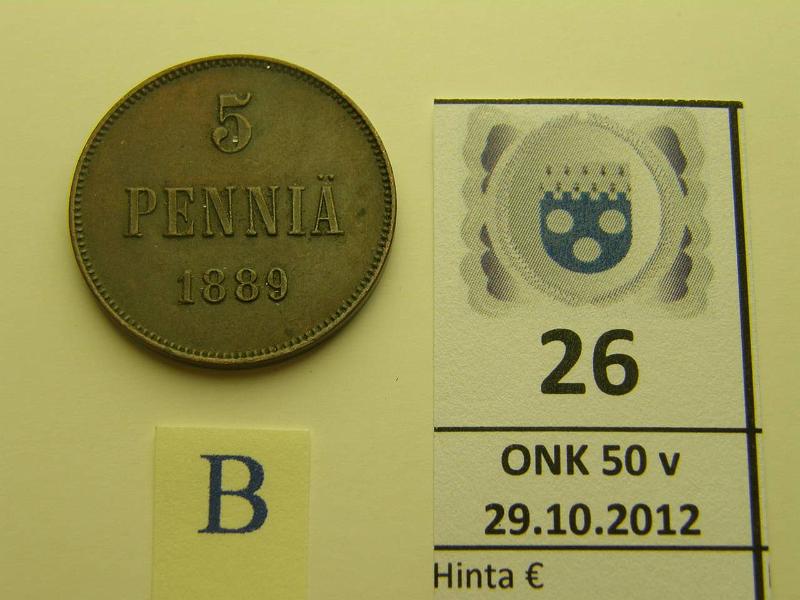 5
PENNIÄ
1889
B
26
ONK 50 v
29.10.2012
Hinta €